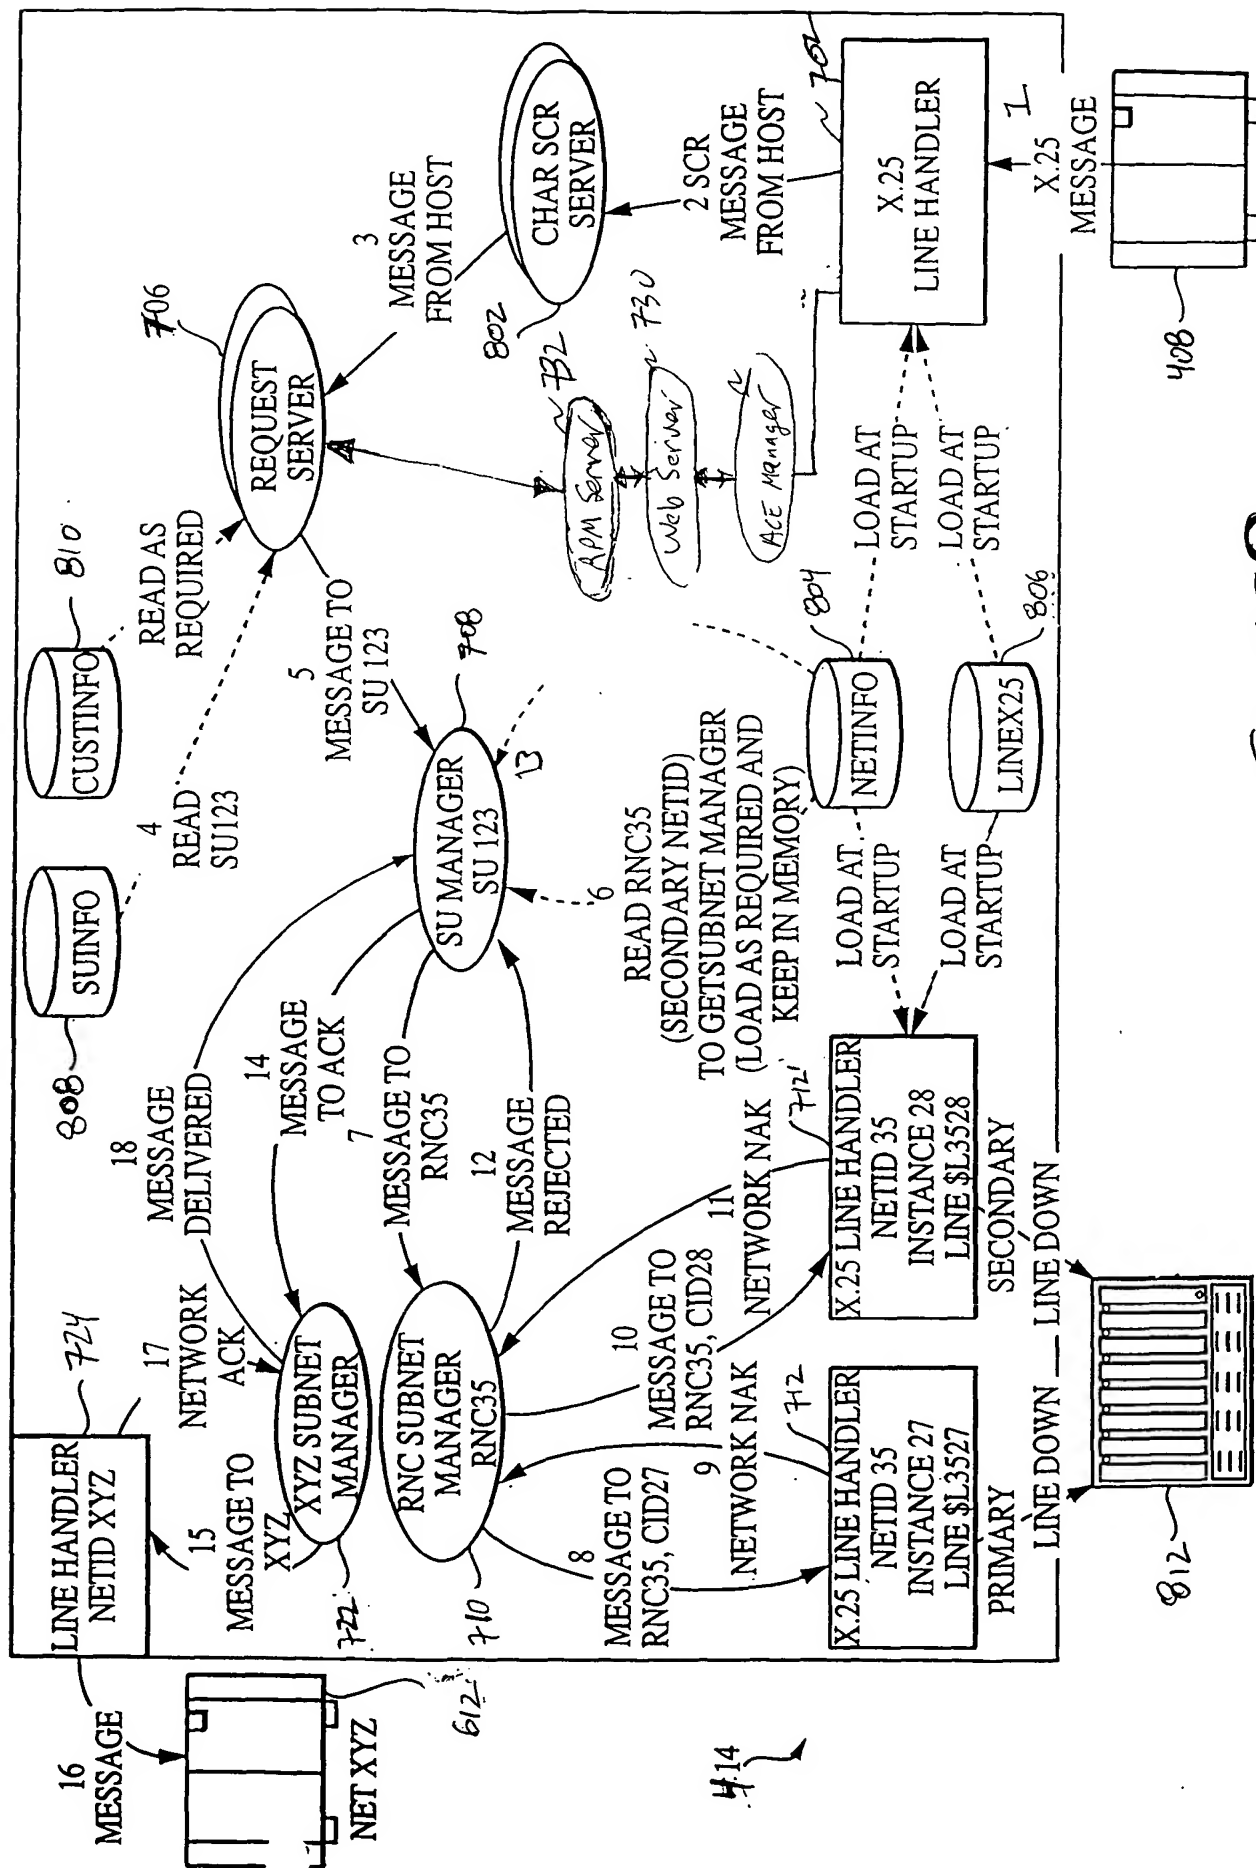 16
MESSAGE
NET XYZ
612
414
LINE HANDLER
NETID XYZ
724
15
MESSAGE TO
XYZ
17
NETWORK
ACK
XYZ SUBNET
MANAGER
722
18
MESSAGE
DELIVERED
14
MESSAGE
TO ACK
7
MESSAGE TO
RNC35
12
MESSAGE
REJECTED
RNC SUBNET
MANAGER
RNC35
710
8
MESSAGE TO
RNC35, CID27
9
NETWORK NAK
10
MESSAGE TO
RNC35, CID28
11
NETWORK NAK
712
X.25 LINE HANDLER
NETID 35
INSTANCE 27
LINE $L3527
PRIMARY
LINE DOWN
712'
X.25 LINE HANDLER
NETID 35
INSTANCE 28
LINE $L3528
SECONDARY
LINE DOWN
812
SUINFO
808
CUSTINFO
810
4
READ
SU123
READ AS
REQUIRED
5
MESSAGE TO
SU 123
SU MANAGER
SU 123
708
13
6
READ RNC35
(SECONDARY NETID)
TO GETSUBNET MANAGER
(LOAD AS REQUIRED AND
KEEP IN MEMORY)
NETINFO
804
LINEX25
806
LOAD AT
STARTUP
LOAD AT
STARTUP
LOAD AT
STARTUP
LOAD AT
STARTUP
REQUEST
SERVER
706
3
MESSAGE
FROM HOST
CHAR SCR
SERVER
802
APM Server
732
Web Server
730
ACE Manager
2 SCR
MESSAGE
FROM HOST
702
X.25
LINE HANDLER
1
X.25
MESSAGE
408